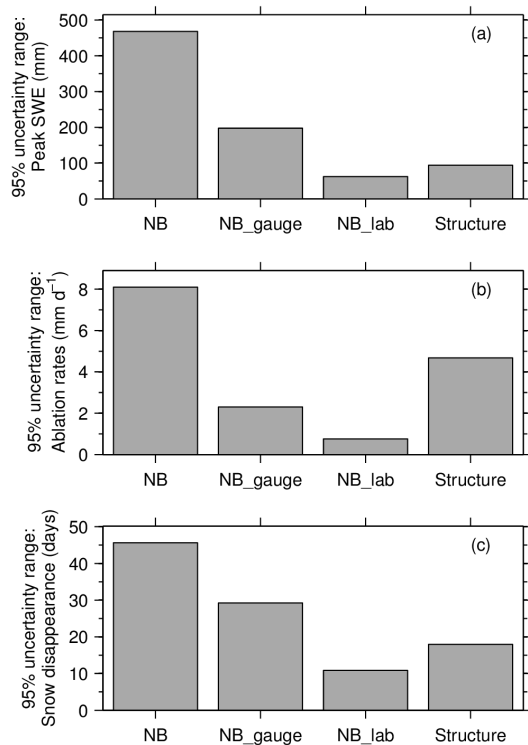 95% uncertainty range:
Peak SWE (mm)
500
400
300
200
100
0
(a)
NB NB_gauge NB_lab Structure
95% uncertainty range:
Ablation rates (mm d⁻¹)
8
6
4
2
0
(b)
NB NB_gauge NB_lab Structure
95% uncertainty range:
Snow disappearance (days)
50
40
30
20
10
0
(c)
NB NB_gauge NB_lab Structure